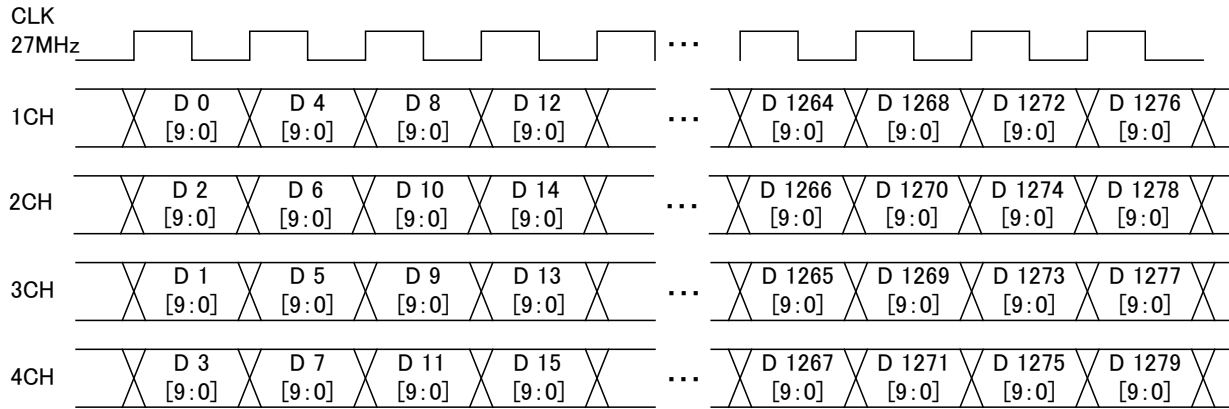 CLK
27MHz
...
1CH
D 0 D 4 D 8 D 12 ... D 1264 D 1268 D 1272 D 1276
[9:0] [9:0] [9:0] [9:0] [9:0] [9:0] [9:0] [9:0]
2CH
D 2 D 6 D 10 D 14 ... D 1266 D 1270 D 1274 D 1278
[9:0] [9:0] [9:0] [9:0] [9:0] [9:0] [9:0] [9:0]
3CH
D 1 D 5 D 9 D 13 ... D 1265 D 1269 D 1273 D 1277
[9:0] [9:0] [9:0] [9:0] [9:0] [9:0] [9:0] [9:0]
4CH
D 3 D 7 D 11 D 15 ... D 1267 D 1271 D 1275 D 1279
[9:0] [9:0] [9:0] [9:0] [9:0] [9:0] [9:0] [9:0]